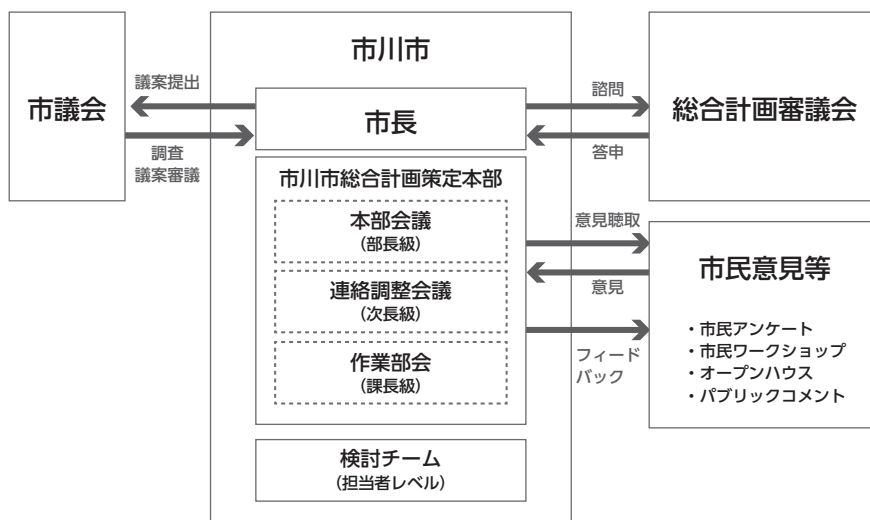 市川市
市議会
議案提出
調査
議案審議
市長
諮問
答申
総合計画審議会
市川市総合計画策定本部
本部会議
（部長級）
連絡調整会議
（次長級）
作業部会
（課長級）
意見聴取
意見
フィード
バック
市民意見等
・市民アンケート
・市民ワークショップ
・オープンハウス
・パブリックコメント
検討チーム
（担当者レベル）